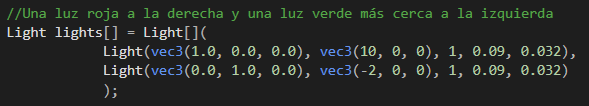 //Una luz roja a la derecha y una luz verde más cerca a la izquierda
Light lights[] = Light[](
Light(vec3(1.0, 0.0, 0.0), vec3(10, 0, 0), 1, 0.09, 0.032),
Light(vec3(0.0, 1.0, 0.0), vec3(-2, 0, 0), 1, 0.09, 0.032)
);